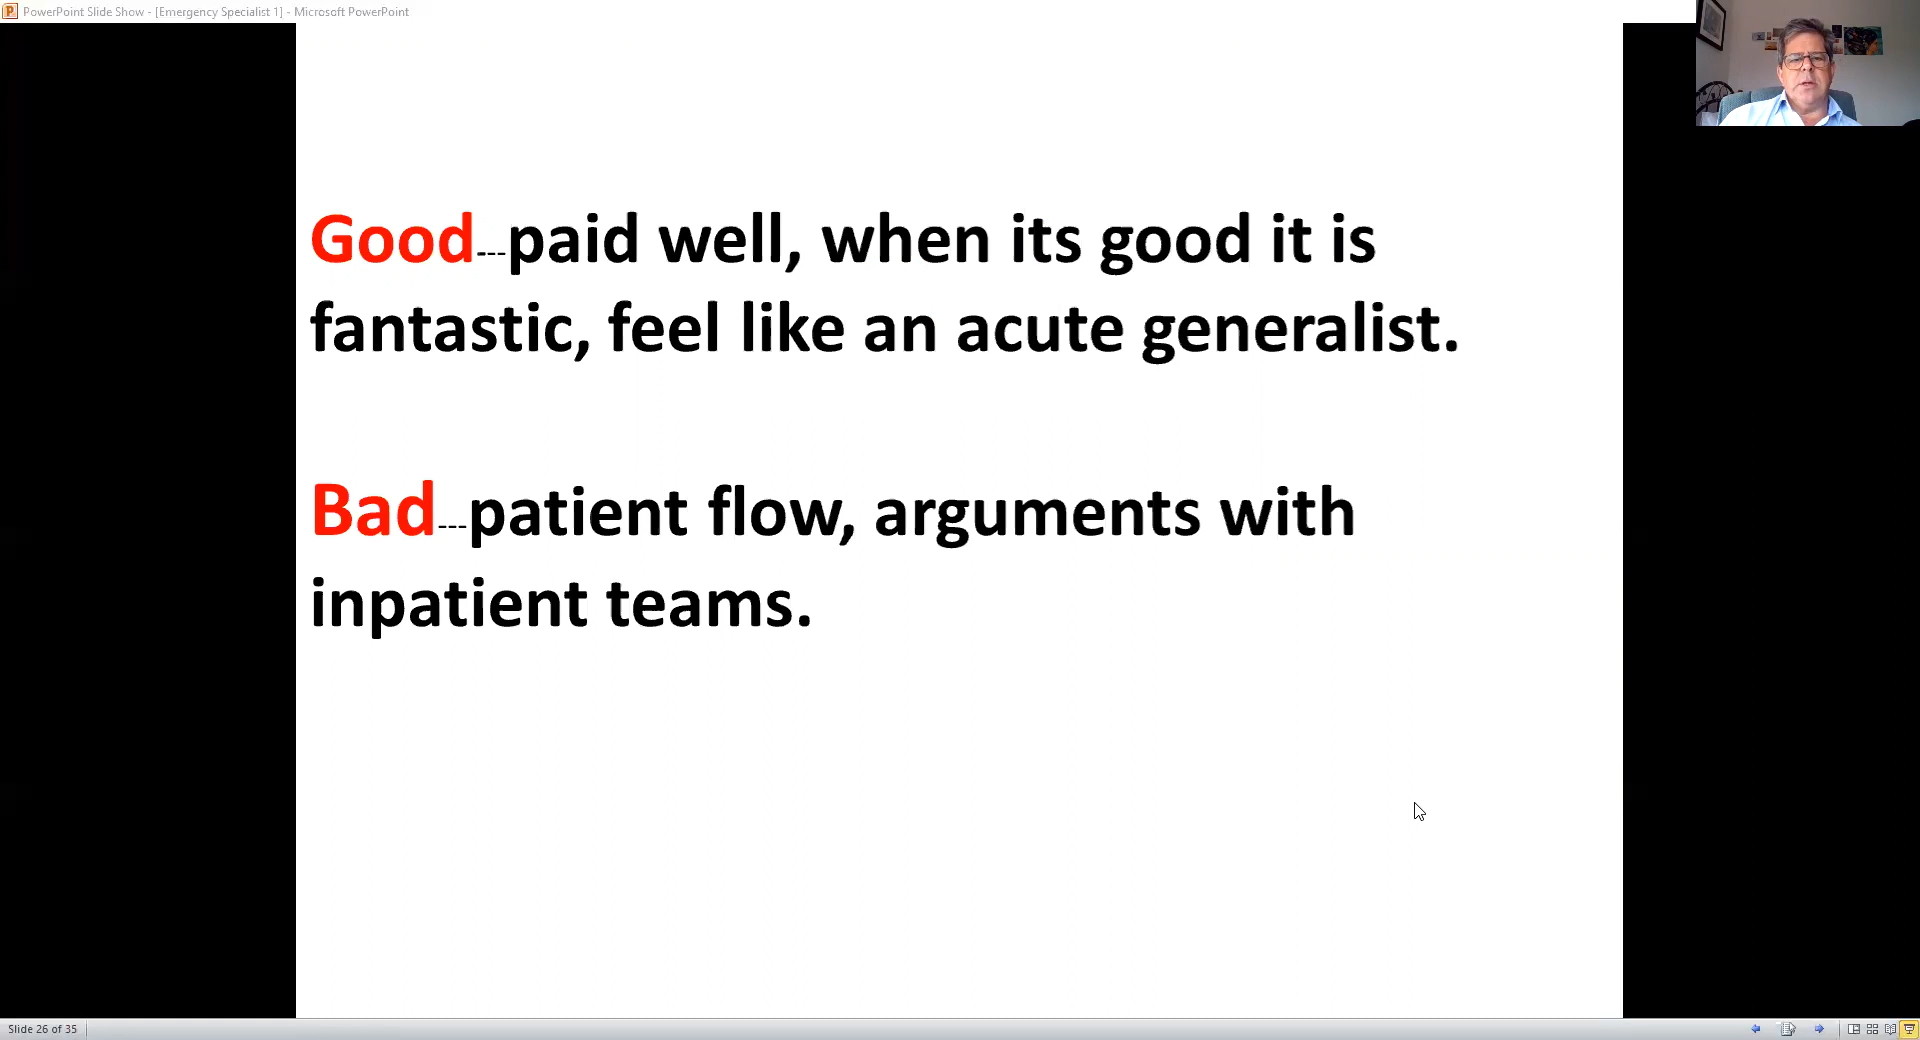 PowerPoint Slide Show - [Emergency Specialist 1] - Microsoft PowerPoint
Good---paid well, when its good it is
fantastic, feel like an acute generalist.
Bad---patient flow, arguments with
inpatient teams.
Slide 26 of 35